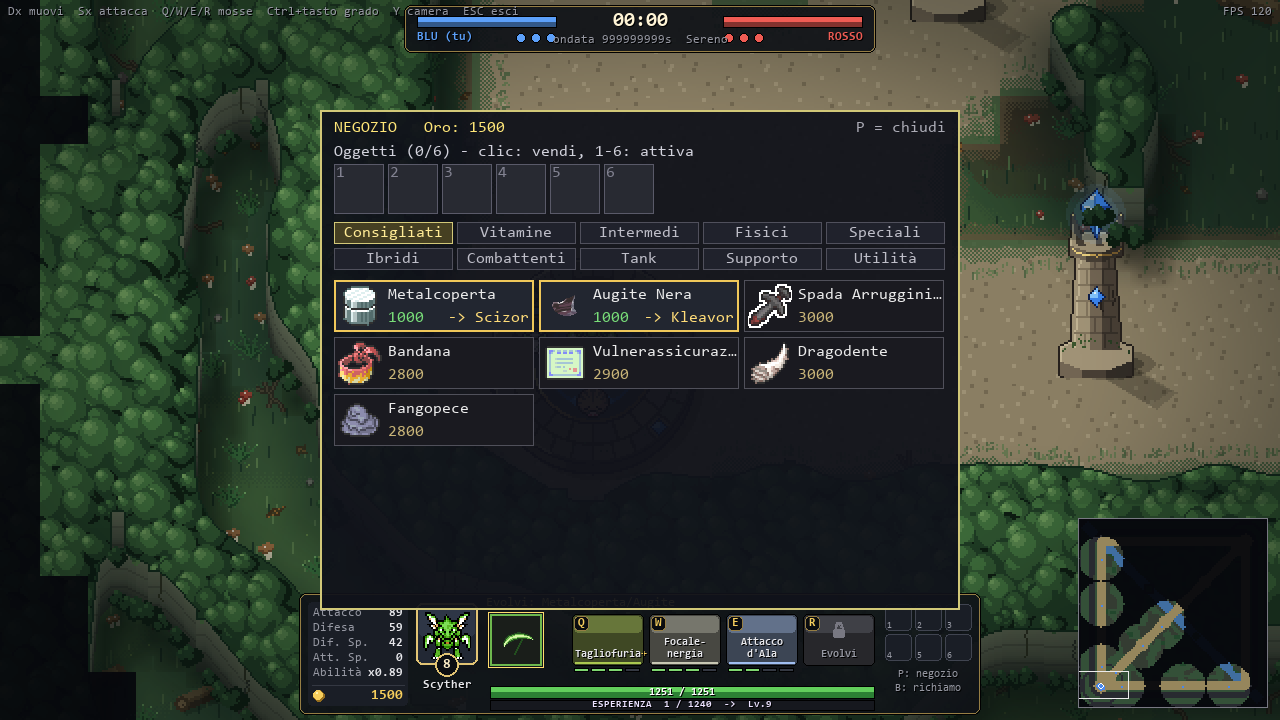 Dx muovi  Sx attacca  Q/W/E/R mosse  Ctrl+tasto grado  Y camera  ESC esci
00:00
FPS 120
BLU (tu)
ondata 999999999s  Sereno
ROSSO
NEGOZIO  Oro: 1500
P = chiudi
Oggetti (0/6) - clic: vendi, 1-6: attiva
1 2 3 4 5 6
Consigliati Vitamine Intermedi Fisici Speciali
Ibridi Combattenti Tank Supporto Utilità
Metalcoperta
1000 -> Scizor
Augite Nera
1000 -> Kleavor
Spada Arruggini…
3000
Bandana
2800
Vulnerassicuraz…
2900
Dragodente
3000
Fangopece
2800
Attacco 89
Difesa 59
Dif. Sp. 42
Att. Sp. 0
Abilità x0.89
1500
8
Scyther
Q
Tagliofuria+
W
Focale-
nergia
E
Attacco
d'Ala
R
Evolvi
1 2 3
4 5 6
P: negozio
B: richiamo
1251 / 1251
ESPERIENZA 1 / 1240 -> Lv.9